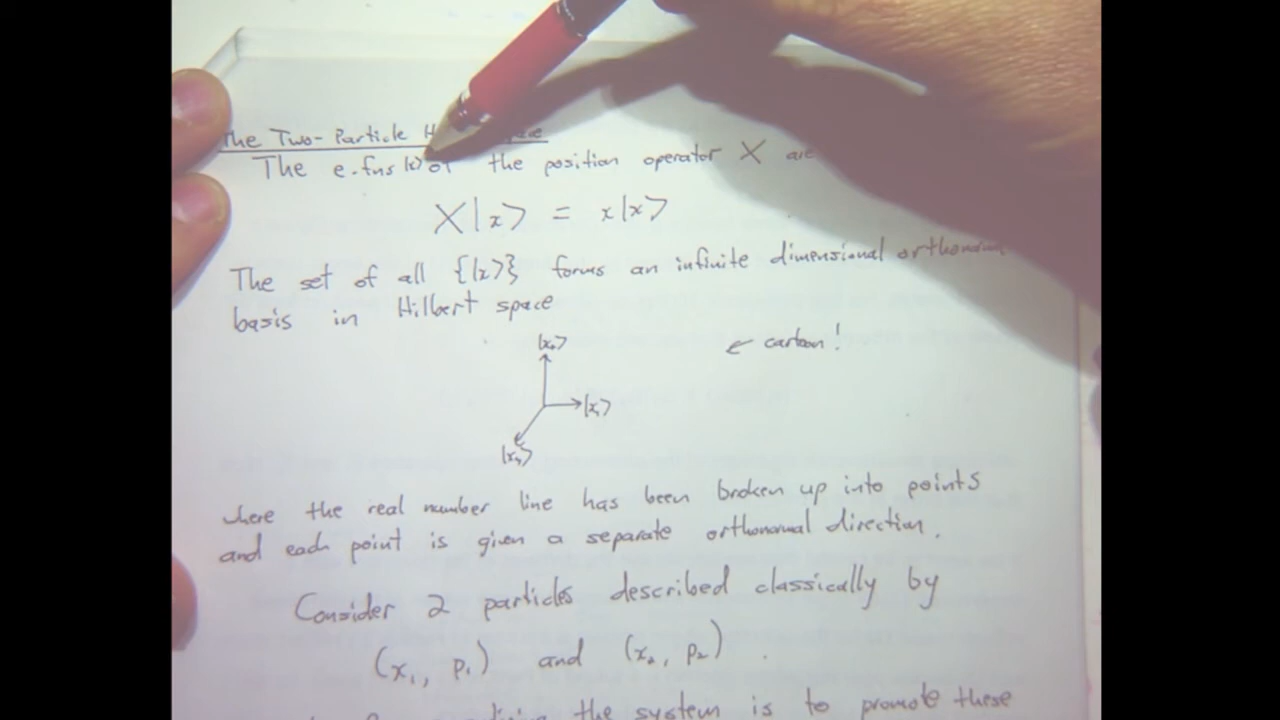 The Two-Particle
The e.fns |x> of the position operator X are
X|x> = x|x>
The set of all {|x>} forms an infinite dimensional
basis in Hilbert space
← cartoon!
where the real number line has been broken up into points
and each point is given a separate orthonormal direction.
Consider 2 particles described classically by
(x₁, p₁) and (x₂, p₂).
the system is to promote these